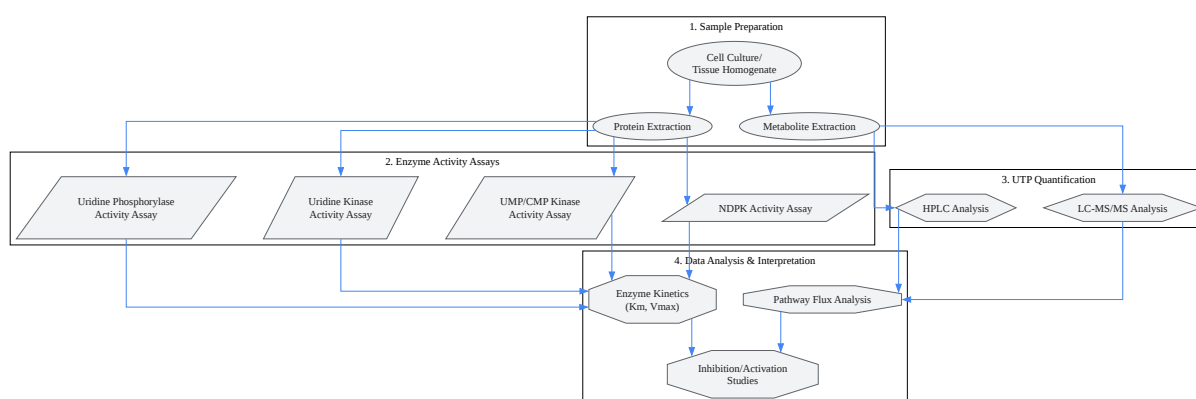 1. Sample Preparation
Cell Culture/
Tissue Homogenate
Protein Extraction
Metabolite Extraction
2. Enzyme Activity Assays
Uridine Phosphorylase
Activity Assay
Uridine Kinase
Activity Assay
UMP/CMP Kinase
Activity Assay
NDPK Activity Assay
3. UTP Quantification
HPLC Analysis
LC-MS/MS Analysis
4. Data Analysis & Interpretation
Enzyme Kinetics
(Km, Vmax)
Pathway Flux Analysis
Inhibition/Activation
Studies